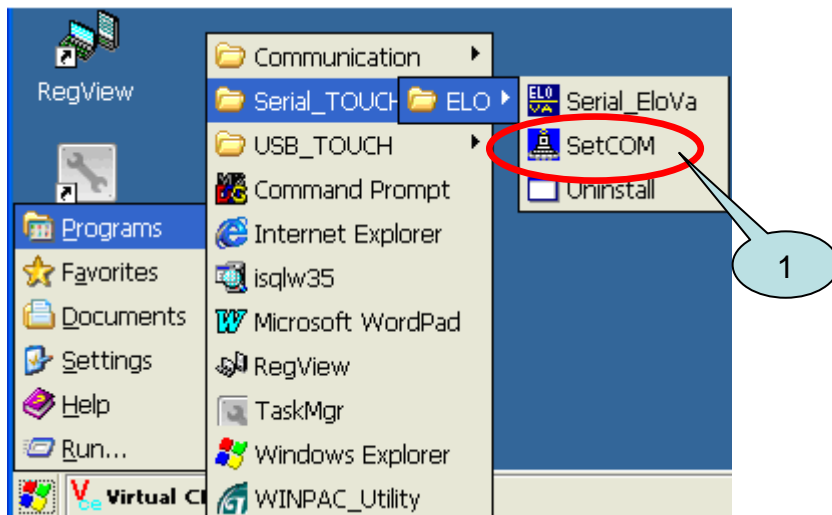 RegView
Programs
Favorites
Documents
Settings
Help
Run...
Virtual C
Communication
Serial_TOUCH
USB_TOUCH
Command Prompt
Internet Explorer
isqlw35
Microsoft WordPad
RegView
TaskMgr
Windows Explorer
WINPAC_Utility
ELO
Serial_EloVa
SetCOM
Uninstall
1